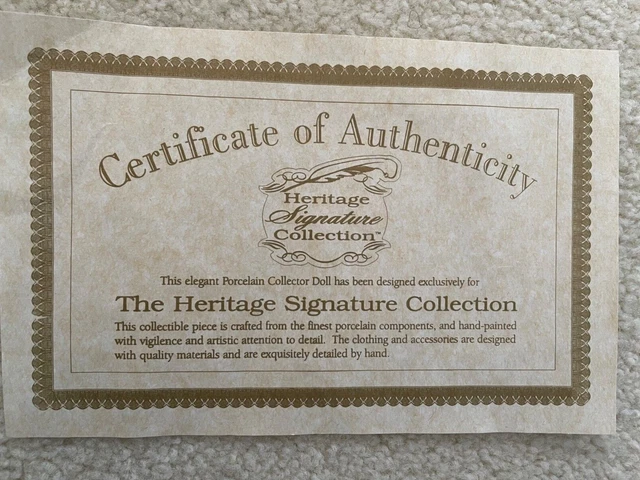 Certificate of Authenticity
Heritage
Signature
Collection™
This elegant Porcelain Collector Doll has been designed exclusively for
The Heritage Signature Collection
This collectible piece is crafted from the finest porcelain components, and hand-painted
with vigilence and artistic attention to detail. The clothing and accessories are designed
with quality materials and are exquisitely detailed by hand.